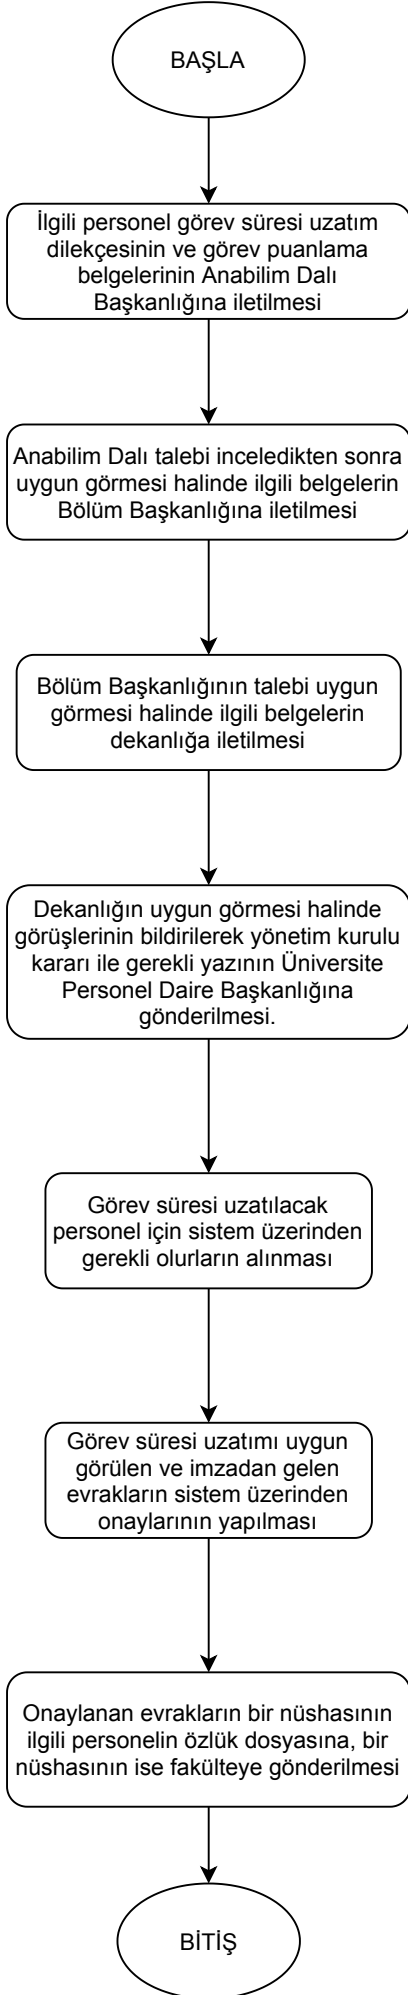 BAŞLA
İlgili personel görev süresi uzatım
dilekçesinin ve görev puanlama
belgelerinin Anabilim Dalı
Başkanlığına iletilmesi
Anabilim Dalı talebi inceledikten sonra
uygun görmesi halinde ilgili belgelerin
Bölüm Başkanlığına iletilmesi
Bölüm Başkanlığının talebi uygun
görmesi halinde ilgili belgelerin
dekanlığa iletilmesi
Dekanlığın uygun görmesi halinde
görüşlerinin bildirilerek yönetim kurulu
kararı ile gerekli yazının Üniversite
Personel Daire Başkanlığına
gönderilmesi.
Görev süresi uzatılacak
personel için sistem üzerinden
gerekli olurların alınması
Görev süresi uzatımı uygun
görülen ve imzadan gelen
evrakların sistem üzerinden
onaylarının yapılması
Onaylanan evrakların bir nüshasının
ilgili personelin özlük dosyasına, bir
nüshasının ise fakülteye gönderilmesi
BİTİŞ